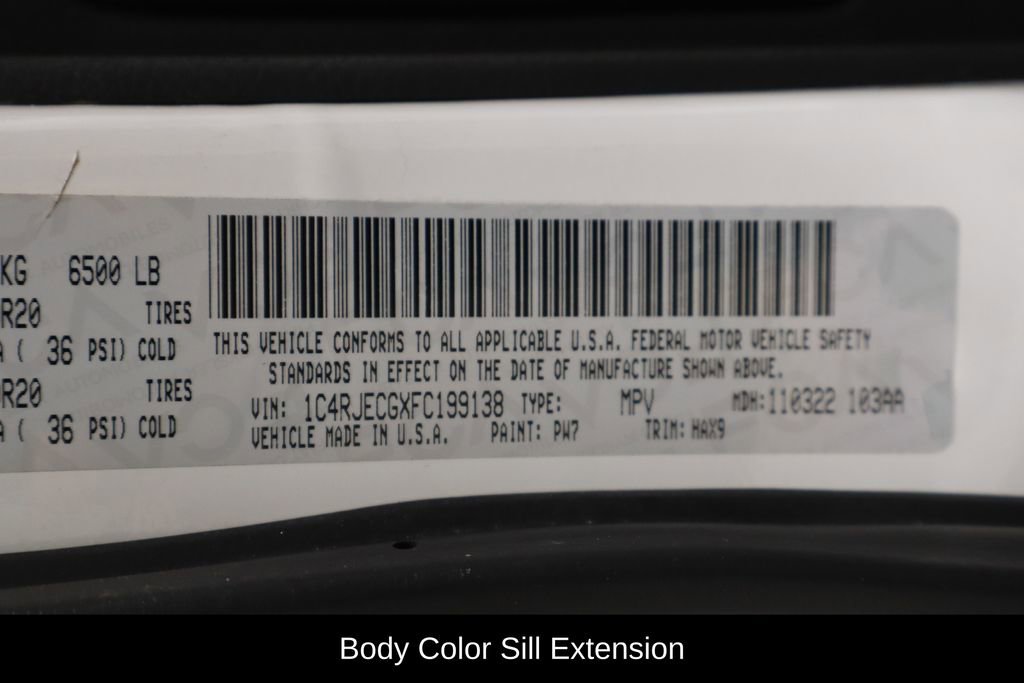 KG 6500 LB
R20 TIRES
A ( 36 PSI) COLD
R20 TIRES
A ( 36 PSI) COLD
THIS VEHICLE CONFORMS TO ALL APPLICABLE U.S.A. FEDERAL MOTOR VEHICLE SAFETY
STANDARDS IN EFFECT ON THE DATE OF MANUFACTURE SHOWN ABOVE.
VIN: 1C4RJECGXFC199138 TYPE: MPV MDH:110322 103AA
VEHICLE MADE IN U.S.A. PAINT: PW7 TRIM: HAX9
Body Color Sill Extension